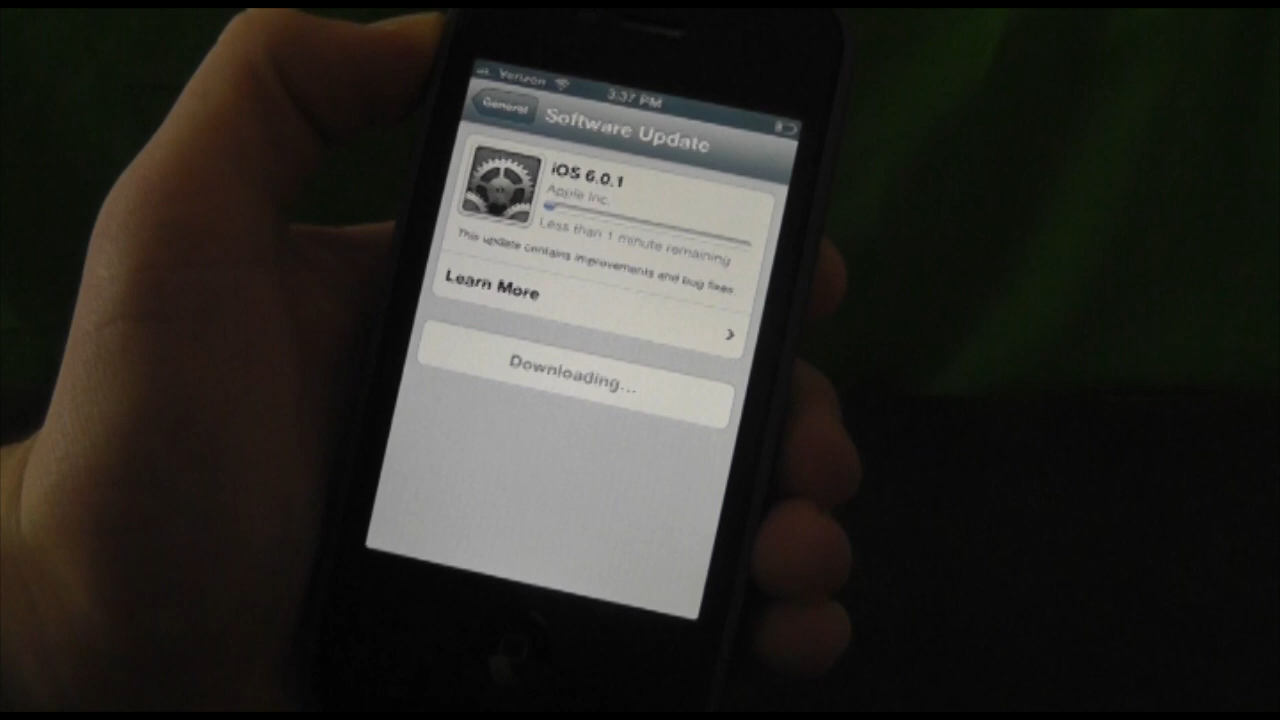 Verizon 3:37 PM
General Software Update
iOS 6.0.1
Apple Inc.
Less than 1 minute remaining
This update contains improvements and bug fixes
Learn More
Downloading...